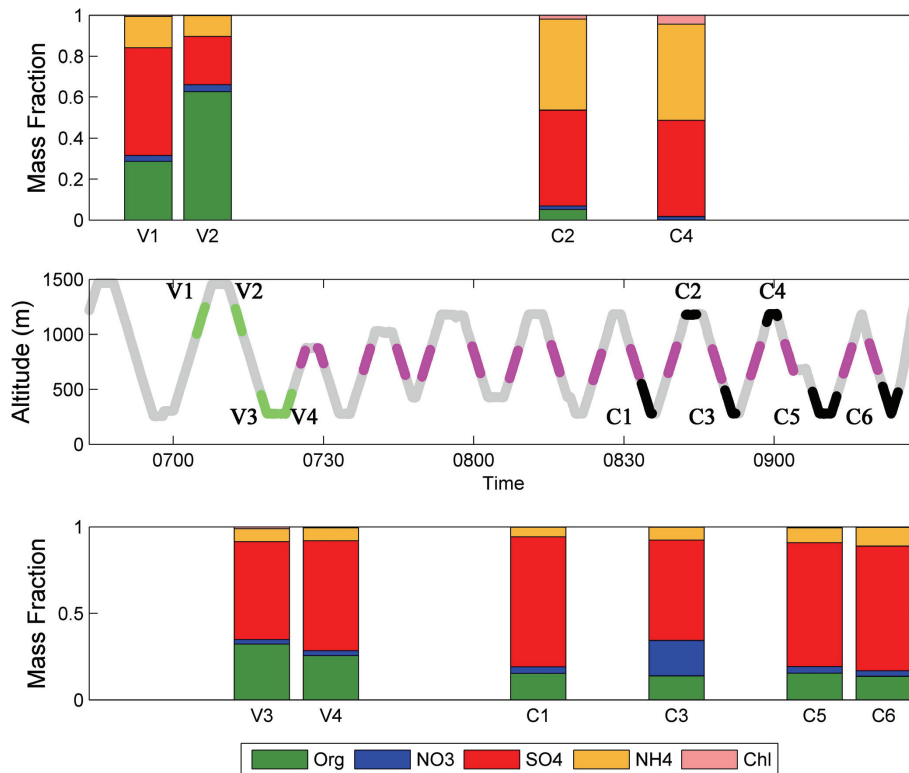 1
0.8
0.6
0.4
0.2
0
Mass Fraction
V1 V2 C2 C4
1500
1000
500
0
Altitude (m)
V1 V2 C2 C4
V3 V4 C1 C3 C5 C6
0700 0730 0800 0830 0900
Time
1
0.5
0
Mass Fraction
V3 V4 C1 C3 C5 C6
Org NO3 SO4 NH4 Chl